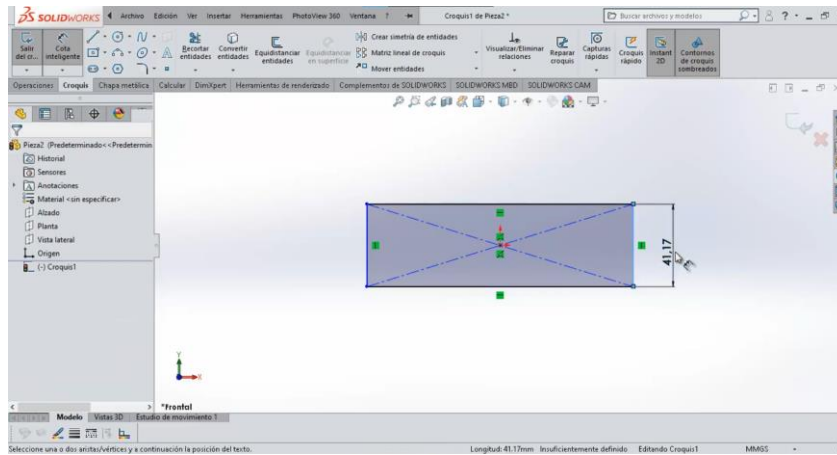 SOLIDWORKS Archivo Edición Ver Insertar Herramientas PhotoView 360 Ventana ? Croquis1 de Pieza2 * Buscar archivos y modelos
Salir del cr... Cota inteligente Recortar entidades Convertir entidades Equidistanciar entidades Equidistanciar en superficie Crear simetría de entidades Matriz lineal de croquis Mover entidades Visualizar/Eliminar relaciones Reparar croquis Capturas rápidas Croquis rápido Instant 2D Contornos de croquis sombreados
Operaciones Croquis Chapa metálica Calcular DimXpert Herramientas de renderizado Complementos de SOLIDWORKS SOLIDWORKS MBD SOLIDWORKS CAM
Pieza2 (Predeterminado<<Predetermin
Historial
Sensores
Anotaciones
Material <sin especificar>
Alzado
Planta
Vista lateral
Origen
(-) Croquis1
41,17
Y
X
*Frontal
Modelo Vistas 3D Estudio de movimiento 1
Seleccione una o dos aristas/vértices y a continuación la posición del texto. Longitud: 41.17mm Insuficientemente definido Editando Croquis1 MMGS